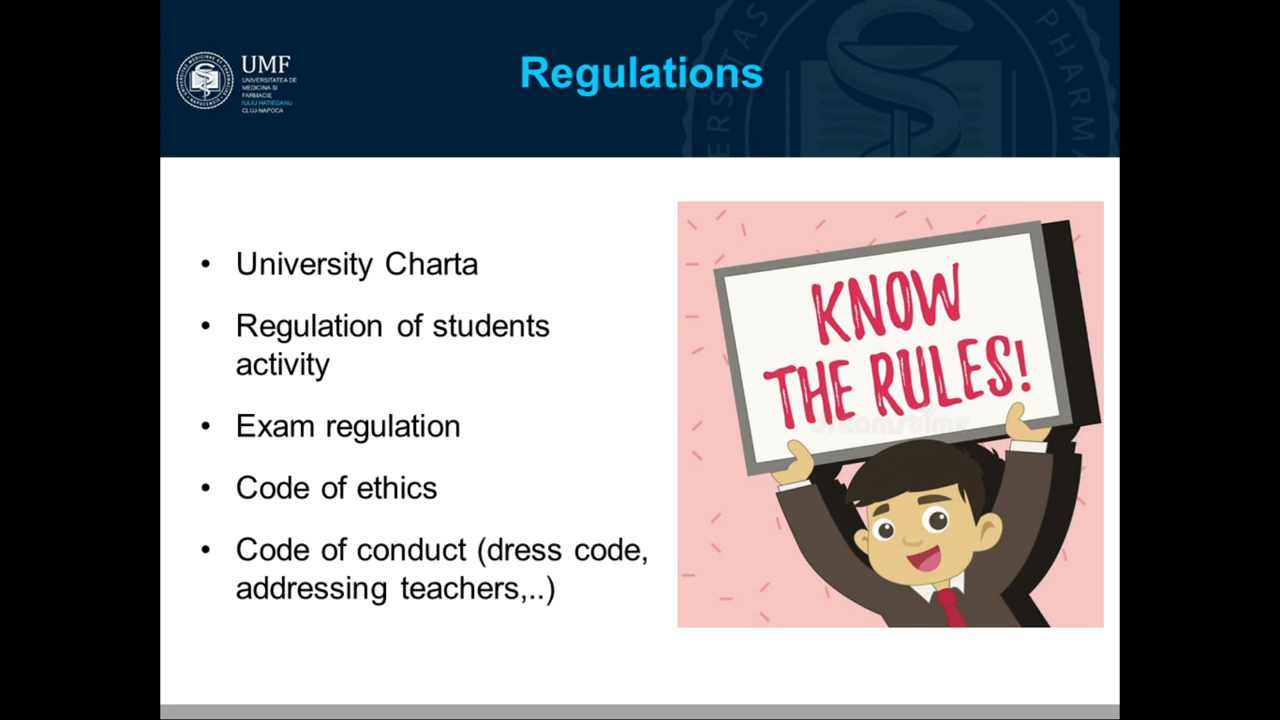 UMF
UNIVERSITATEA DE
MEDICINA SI
FARMACIE
IULIU HATIEGANU
CLUJ-NAPOCA
Regulations
• University Charta
• Regulation of students
activity
• Exam regulation
• Code of ethics
• Code of conduct (dress code,
addressing teachers,..)
KNOW
THE RULES!
dreamstime